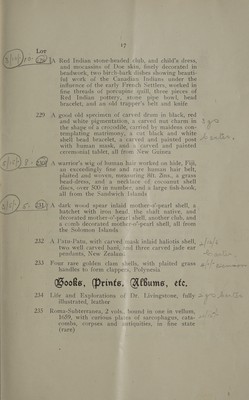 17
Lot
A Red Indian stone-headed club, and child's dress,
and moccassins of Doe skin, finely decorated in
beadwork, two birch-bark dishes showing beauti-
ful work of the Canadian Indians under the
influence of the early French Settlers, worked in
fine threads of porcupine quill, three pieces of
Red Indian pottery, stone pipe bowl, bead
bracelet, and an old trapper's belt and knife
229 A good old specimen of carved drum in black, red
and white pigmentation, a carved nut charm in
the shape of a crocodile, carried by maidens con-
templating matrimony, a cut black and white
shell bead bracelet, a carved and painted post
with human mask, and a carved and painted
ceremonial tablet, all from New Guinea
A warrior's wig of human hair worked on hide, Fiji,
an exceedingly fine and rare human hair belt,
plaited and woven, measuring 8ft. 2ins., a grass
head-dress, and a necklace of coconut shell
discs, over 500 in number, and a large fish-hook,
all from the Sandwich Islands
231 A dark wood spear inlaid mother-o'-pearl shell, a
hatchet with iron head, the shaft native, and
decorated mother-o'-pearl shell, another club, and
a comb decorated mother-o'-pearl shell, all from
the Solomon Islands
232 A Cato-Pata, with carved mask inlaid haliotis shell,
two well carved bast, and three carved jade ear
pendants, New Zealand
233 Four rare golden clam shells, with plaited grass
handles to form clappers, Polynesia
Books, Prints, Albums, etc.
234 Life and Explorations of Dr. Livingstone, fully
illustrated, leather
235 Roma-Subterranea, 2 vols., bound in one in vellum,
1659, with curious plates of sarcophagus, cata-
combs, corpses and antiquities, in fine state
(rare)